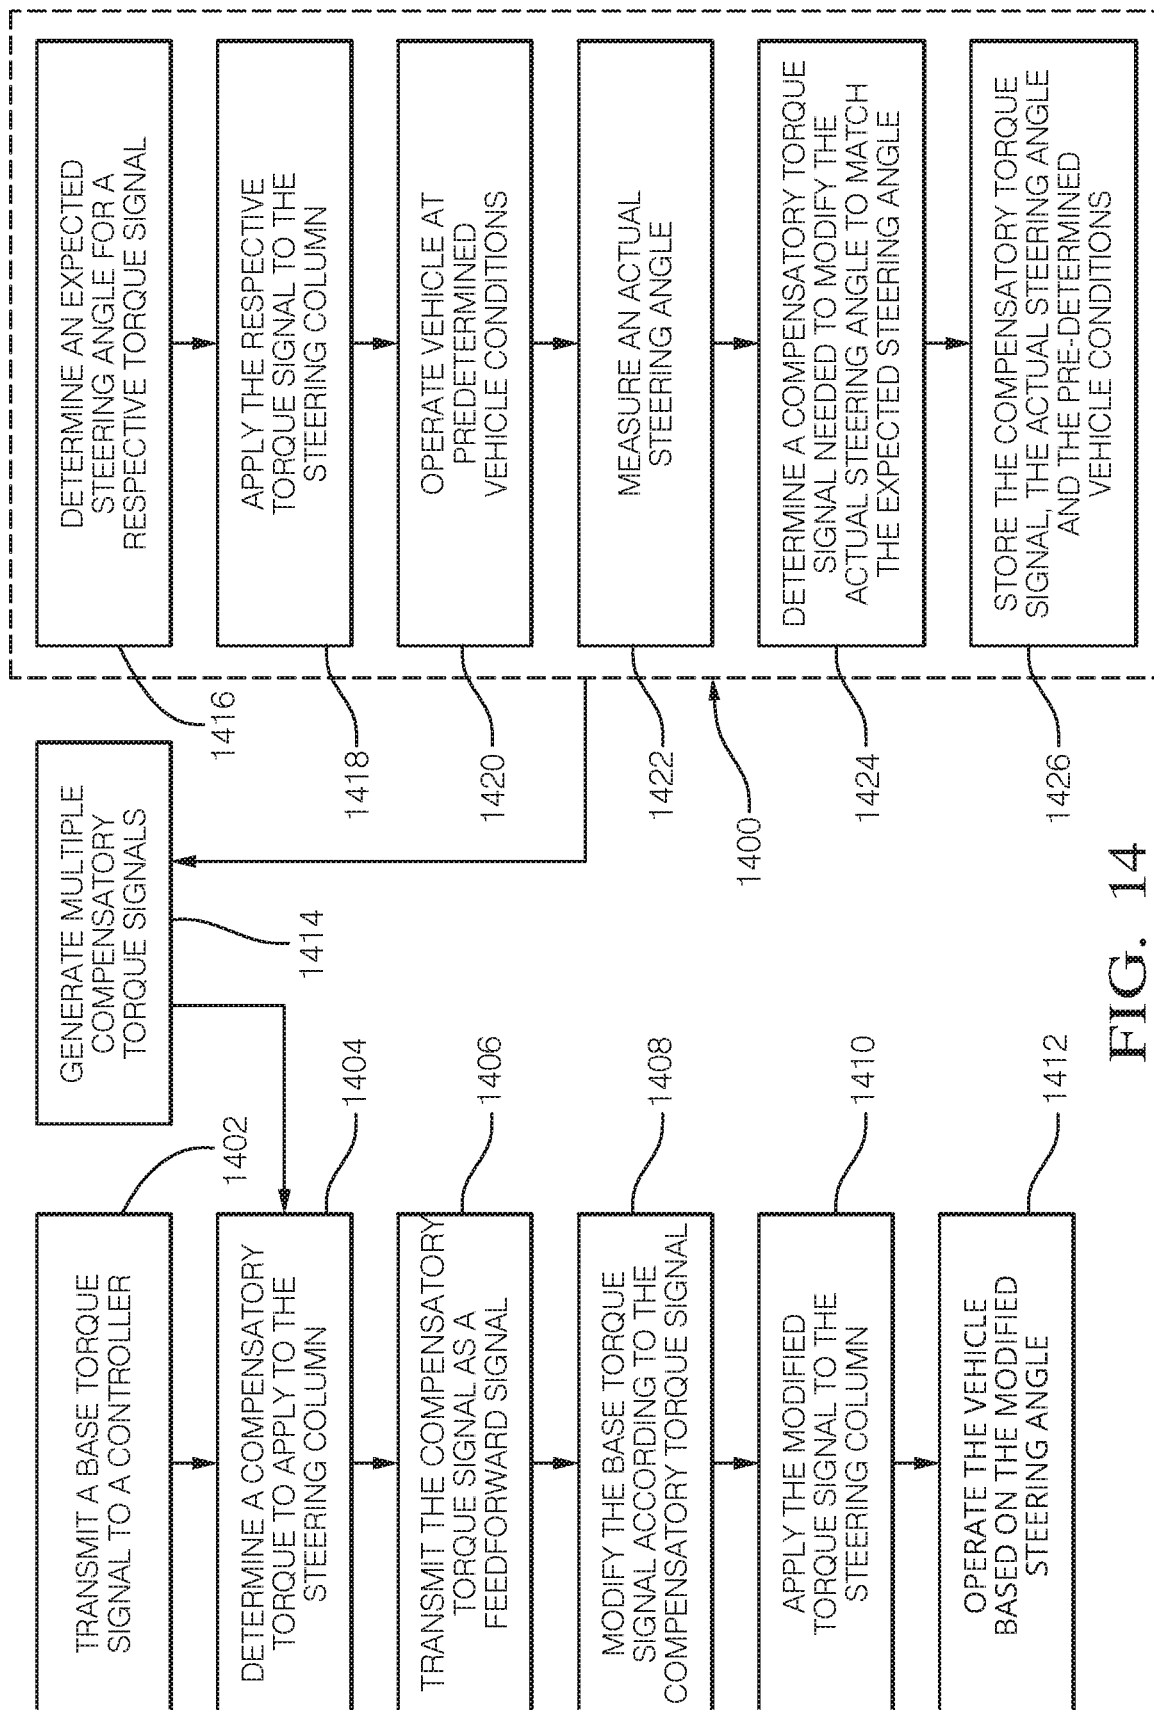 TRANSMIT A BASE TORQUE
SIGNAL TO A CONTROLLER
1402
DETERMINE A COMPENSATORY
TORQUE TO APPLY TO THE
STEERING COLUMN
1404
TRANSMIT THE COMPENSATORY
TORQUE SIGNAL AS A
FEEDFORWARD SIGNAL
1406
MODIFY THE BASE TORQUE
SIGNAL ACCORDING TO THE
COMPENSATORY TORQUE SIGNAL
1408
APPLY THE MODIFIED
TORQUE SIGNAL TO THE
STEERING COLUMN
1410
OPERATE THE VEHICLE
BASED ON THE MODIFIED
STEERING ANGLE
1412
GENERATE MULTIPLE
COMPENSATORY
TORQUE SIGNALS
1414
DETERMINE AN EXPECTED
STEERING ANGLE FOR A
RESPECTIVE TORQUE SIGNAL
1416
APPLY THE RESPECTIVE
TORQUE SIGNAL TO THE
STEERING COLUMN
1418
OPERATE VEHICLE AT
PREDETERMINED
VEHICLE CONDITIONS
1420
MEASURE AN ACTUAL
STEERING ANGLE
1422
1400
DETERMINE A COMPENSATORY TORQUE
SIGNAL NEEDED TO MODIFY THE
ACTUAL STEERING ANGLE TO MATCH
THE EXPECTED STEERING ANGLE
1424
STORE THE COMPENSATORY TORQUE
SIGNAL, THE ACTUAL STEERING ANGLE
AND THE PRE-DETERMINED
VEHICLE CONDITIONS
1426
FIG. 14